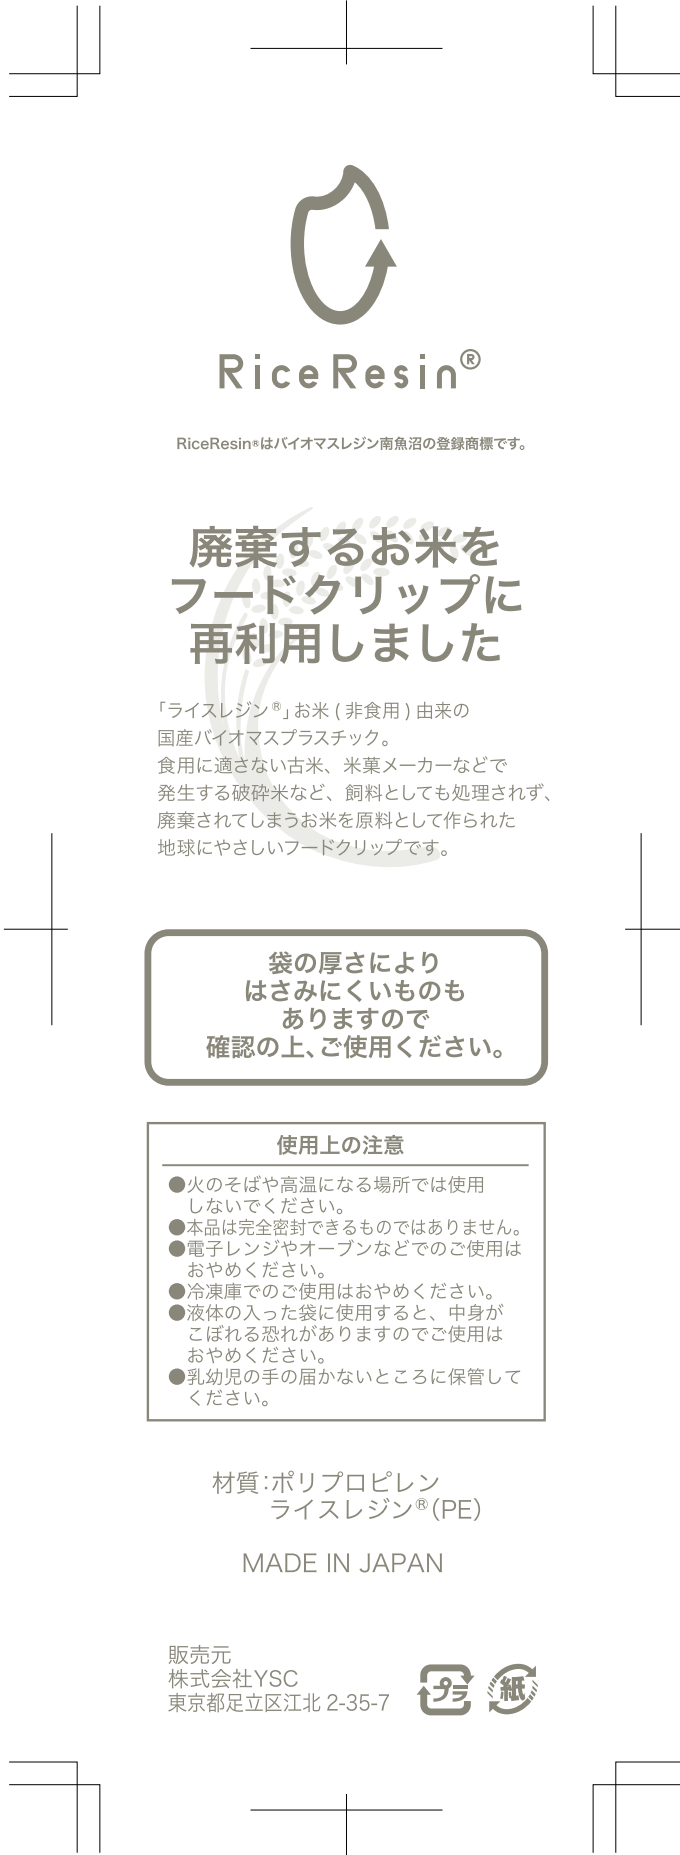 RiceResin®
RiceResin®はバイオマスレジン南魚沼の登録商標です。
廃棄するお米を
フードクリップに
再利用しました
「ライスレジン®」お米(非食用)由来の
国産バイオマスプラスチック。
食用に適さない古米、米菓メーカーなどで
発生する破砕米など、飼料としても処理されず、
廃棄されてしまうお米を原料として作られた
地球にやさしいフードクリップです。
袋の厚さにより
はさみにくいものも
ありますので
確認の上、ご使用ください。
使用上の注意
●火のそばや高温になる場所では使用
しないでください。
●本品は完全密封できるものではありません。
●電子レンジやオーブンなどでのご使用は
おやめください。
●冷凍庫でのご使用はおやめください。
●液体の入った袋に使用すると、中身が
こぼれる恐れがありますのでご使用は
おやめください。
●乳幼児の手の届かないところに保管して
ください。
材質：ポリプロピレン
ライスレジン®(PE)
MADE IN JAPAN
販売元
株式会社YSC
東京都足立区江北 2-35-7
プラ 紙